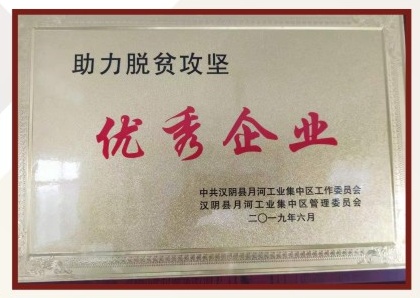 助力脱贫攻坚
优秀企业
中共汉阴县月河工业集中区工作委员会
汉阴县月河工业集中区管理委员会
二〇一九年六月